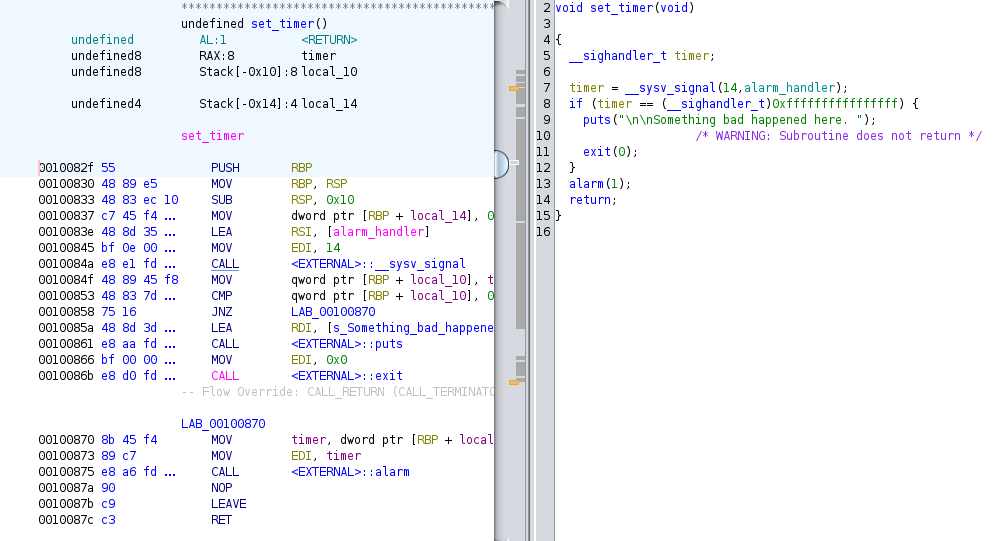 ************************************************
undefined set_timer()
undefined AL:1 <RETURN>
undefined8 RAX:8 timer
undefined8 Stack[-0x10]:8 local_10
undefined4 Stack[-0x14]:4 local_14
set_timer
0010082f 55 PUSH RBP
00100830 48 89 e5 MOV RBP, RSP
00100833 48 83 ec 10 SUB RSP, 0x10
00100837 c7 45 f4 ... MOV dword ptr [RBP + local_14], 0
0010083e 48 8d 35 ... LEA RSI, [alarm_handler]
00100845 bf 0e 00 ... MOV EDI, 14
0010084a e8 e1 fd ... CALL <EXTERNAL>::__sysv_signal
0010084f 48 89 45 f8 MOV qword ptr [RBP + local_10], t
00100853 48 83 7d ... CMP qword ptr [RBP + local_10], 0
00100858 75 16 JNZ LAB_00100870
0010085a 48 8d 3d ... LEA RDI, [s_Something_bad_happene
00100861 e8 aa fd ... CALL <EXTERNAL>::puts
00100866 bf 00 00 ... MOV EDI, 0x0
0010086b e8 d0 fd ... CALL <EXTERNAL>::exit
-- Flow Override: CALL_RETURN (CALL_TERMINATO
LAB_00100870
00100870 8b 45 f4 MOV timer, dword ptr [RBP + local
00100873 89 c7 MOV EDI, timer
00100875 e8 a6 fd ... CALL <EXTERNAL>::alarm
0010087a 90 NOP
0010087b c9 LEAVE
0010087c c3 RET
2 void set_timer(void)
3
4 {
5 __sighandler_t timer;
6
7 timer = __sysv_signal(14,alarm_handler);
8 if (timer == (__sighandler_t)0xffffffffffffffff) {
9 puts("\n\nSomething bad happened here. ");
10 /* WARNING: Subroutine does not return */
11 exit(0);
12 }
13 alarm(1);
14 return;
15 }
16